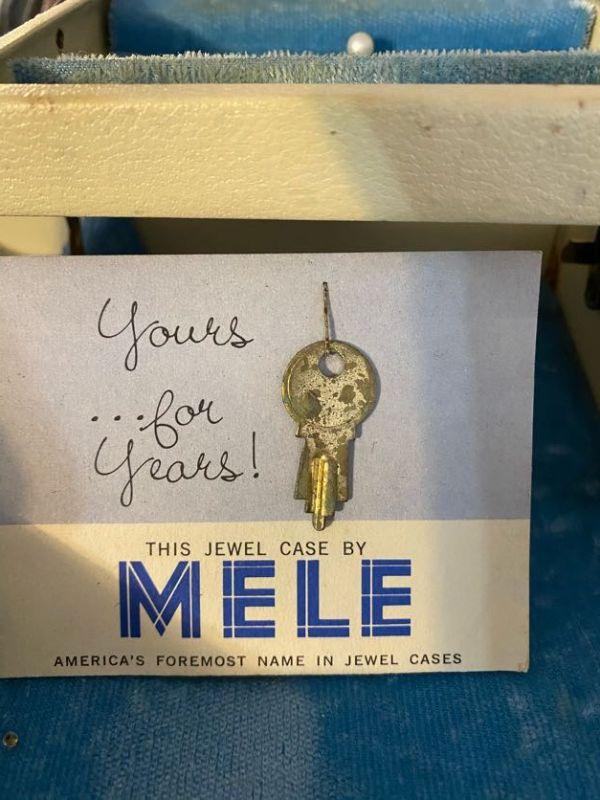 Yours
...for
Years!
THIS JEWEL CASE BY
MELE
AMERICA'S FOREMOST NAME IN JEWEL CASES